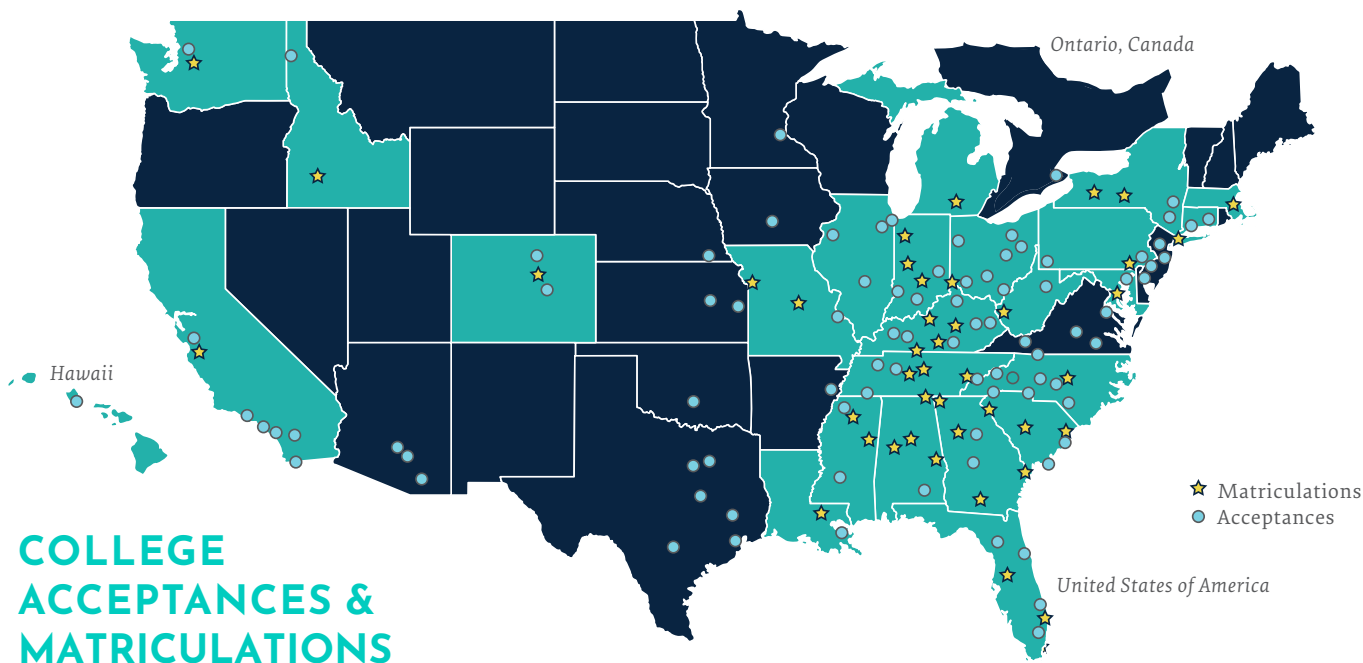 Ontario, Canada
Hawaii
Matriculations
Acceptances
United States of America
COLLEGE
ACCEPTANCES &
MATRICULATIONS